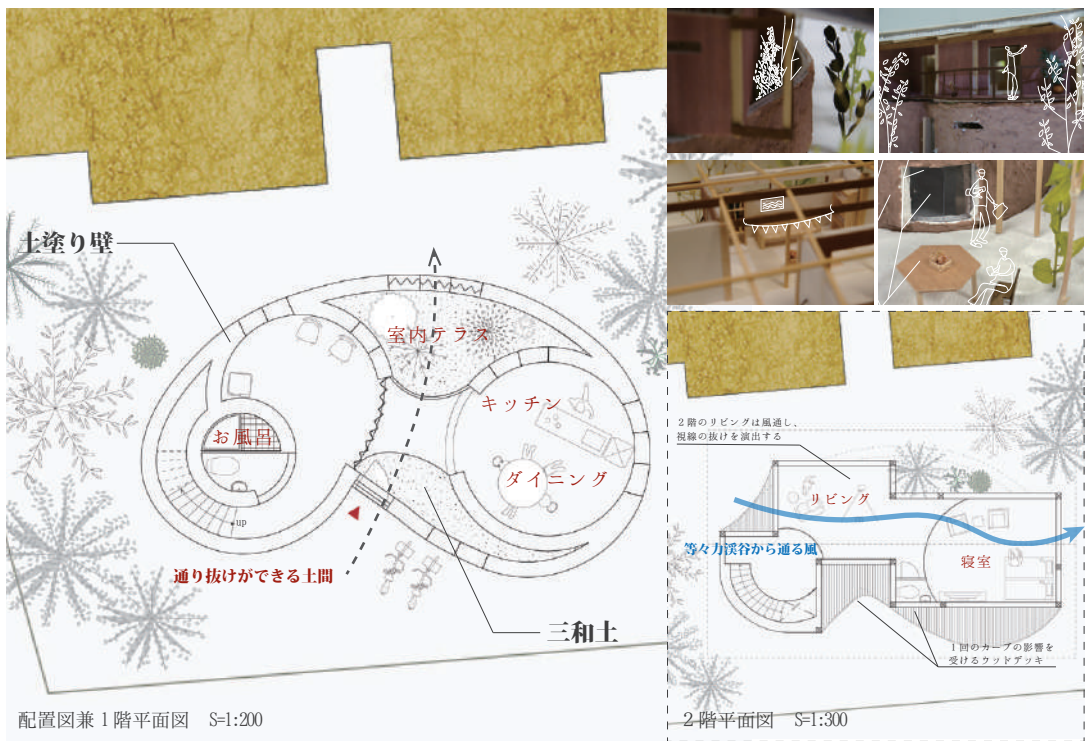 土塗り壁
室内テラス
キッチン
お風呂
ダイニング
up
通り抜けができる土間
三和土
配置図兼1階平面図 S=1:200
2階のリビングは風通し、
視線の抜けを演出する
リビング
等々力渓谷から通る風
寝室
1回のカーブの影響を
受けるウッドデッキ
2階平面図 S=1:300